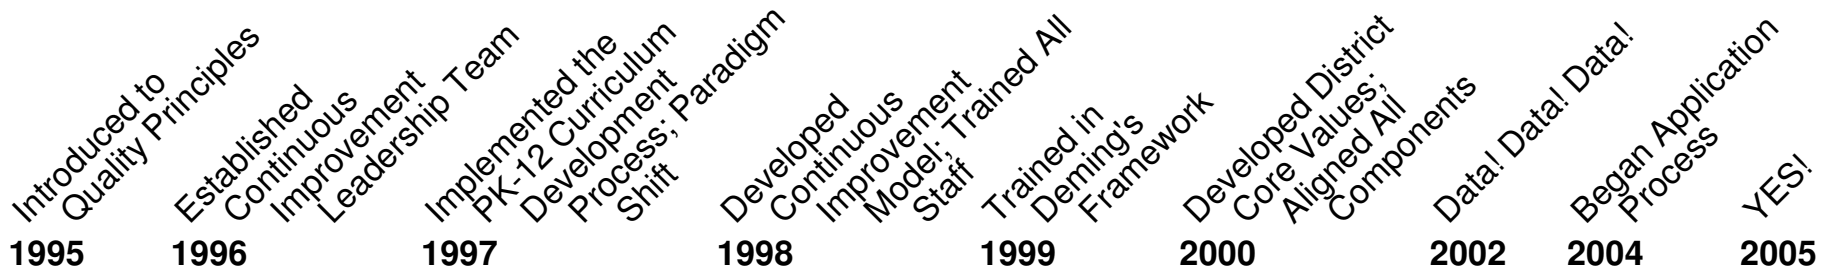 Introduced to
Quality Principles
1995
Established
Continuous
Improvement
Leadership Team
1996
Implemented the
PK-12 Curriculum
Development
Process; Paradigm
Shift
1997
Developed
Continuous
Improvement
Model; Trained All
Staff
1998
Trained in
Deming's
Framework
1999
Developed District
Core Values;
Aligned All
Components
2000
Data! Data! Data!
2002
Began Application
Process
2004
YES!
2005